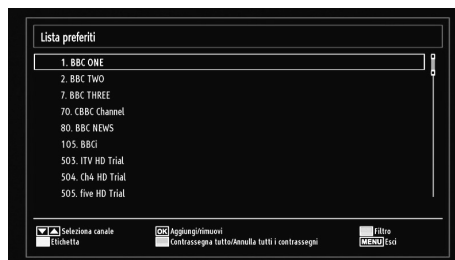 Lista preferiti
1. BBC ONE
2. BBC TWO
7. BBC THREE
70. CBBC Channel
80. BBC NEWS
105. BBCi
503. ITV HD Trial
504. Ch4 HD Trial
505. five HD Trial
Seleziona canale OK Aggiungi/rimuovi Filtro
Etichetta Contrassegna tutto/Annulla tutti i contrassegni MENU Esci